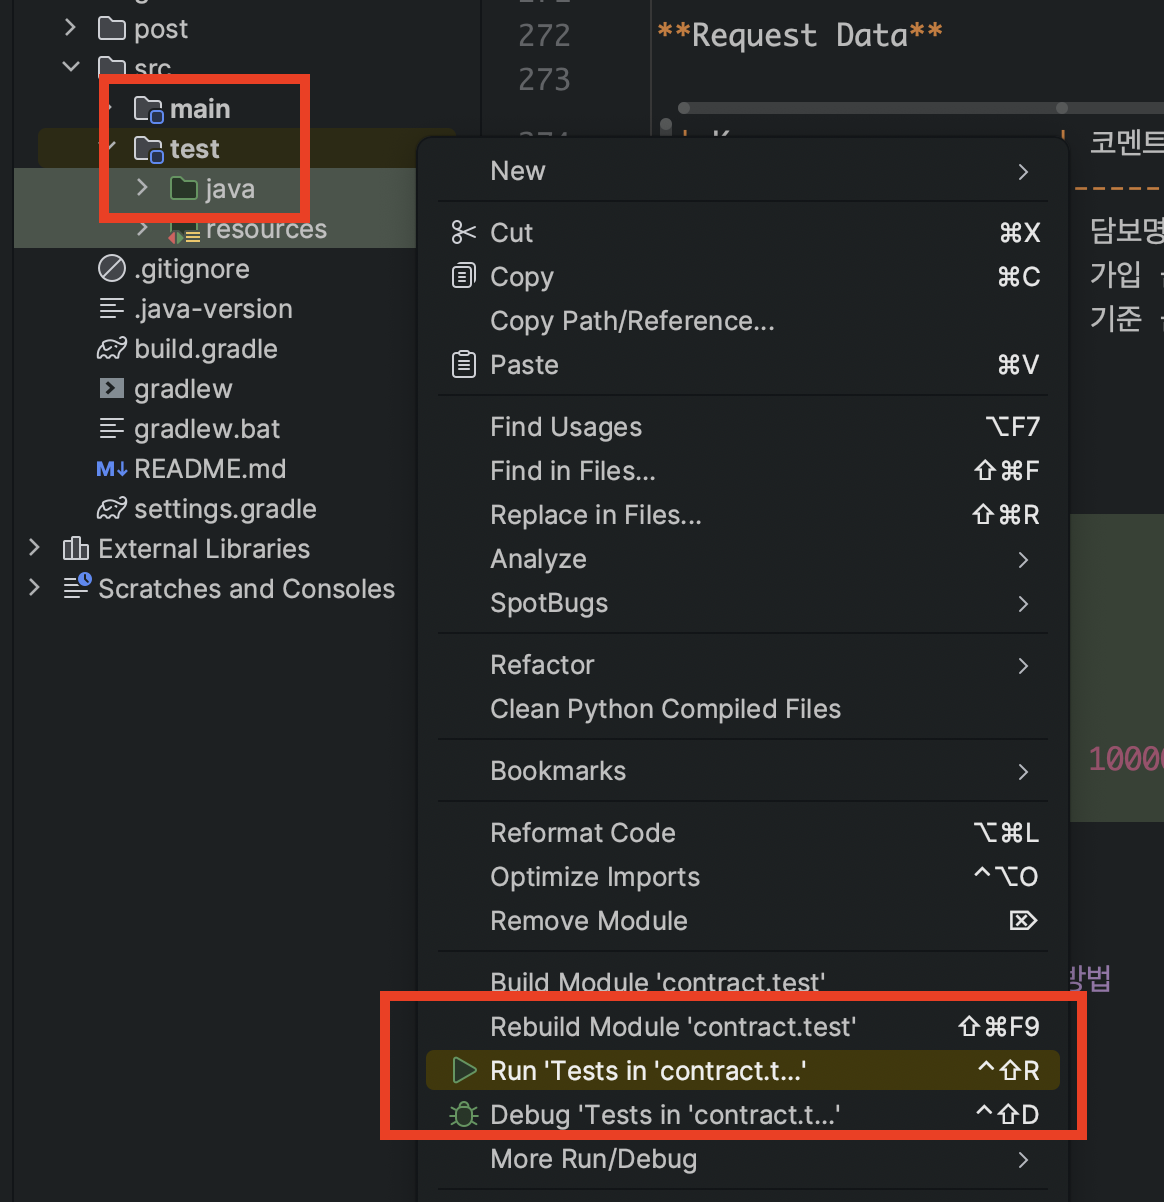 post
src
main
test
java
resources
.gitignore
.java-version
build.gradle
gradlew
gradlew.bat
README.md
settings.gradle
External Libraries
Scratches and Consoles
272
**Request Data**
273
코멘트
담보명
가입
기준
10000
방법
New
Cut ⌘X
Copy ⌘C
Copy Path/Reference...
Paste ⌘V
Find Usages ⌥F7
Find in Files... ⇧⌘F
Replace in Files... ⇧⌘R
Analyze
SpotBugs
Refactor
Clean Python Compiled Files
Bookmarks
Reformat Code ⌥⌘L
Optimize Imports ^⌥O
Remove Module ⌦
Build Module 'contract.test'
Rebuild Module 'contract.test' ⇧⌘F9
Run 'Tests in 'contract.t...' ^⇧R
Debug 'Tests in 'contract.t...' ^⇧D
More Run/Debug